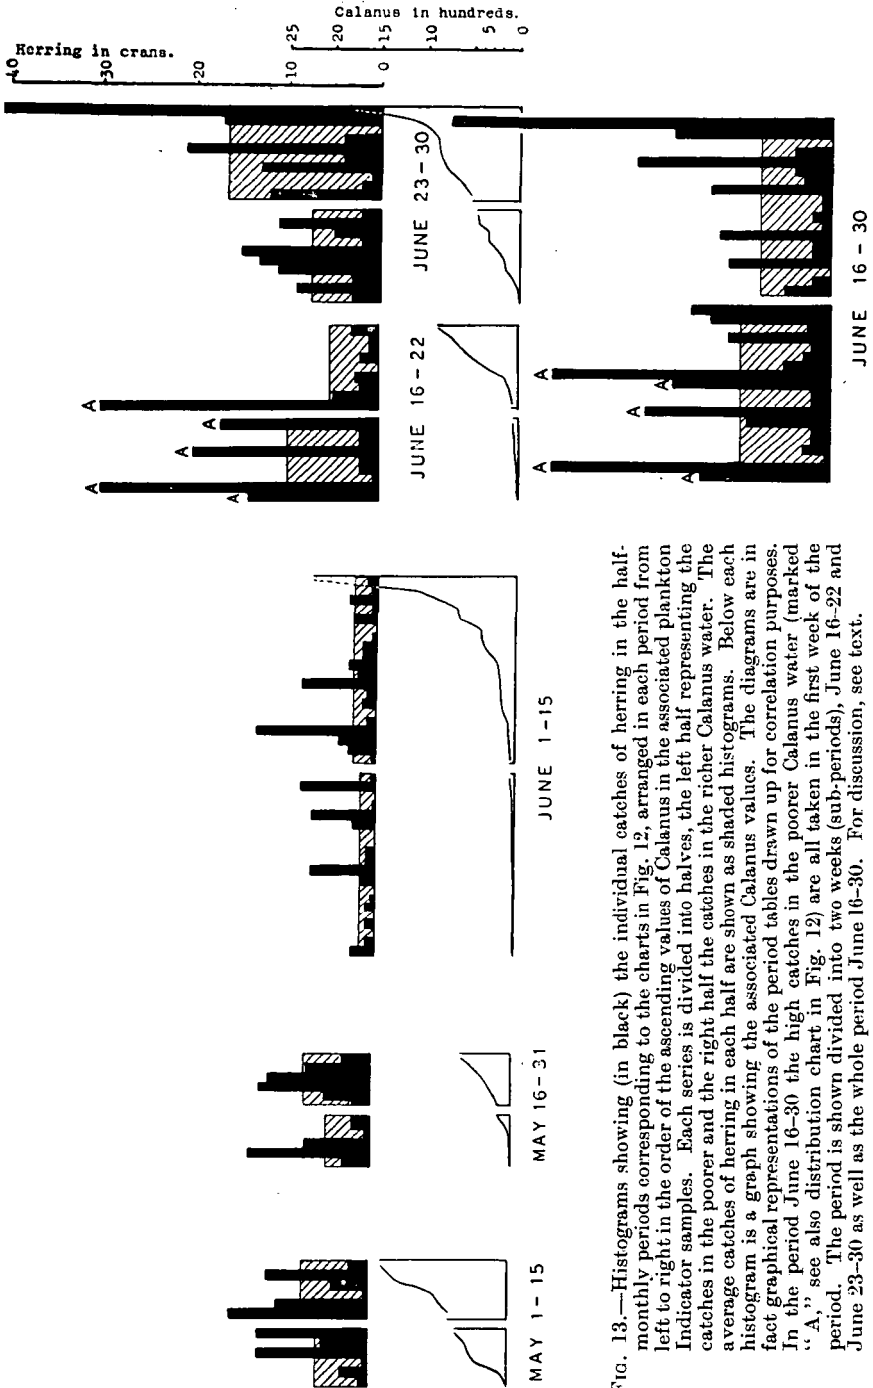 Herring in crans.
40
30
20
10
0
Calanus in hundreds.
25
20
10
0
A
A
A
A
A
A
A
A
A
A
MAY 1-15
MAY 16-31
JUNE 1-15
JUNE 16-22
JUNE 23-30
JUNE 16-30
FIG. 13.—Histograms showing (in black) the individual catches of herring in the half-
monthly periods corresponding to the charts in Fig. 12, arranged in each period from
left to right in the order of the ascending values of Calanus in the associated plankton
Indicator samples. Each series is divided into halves, the left half representing the
catches in the poorer and the right half the catches in the richer Calanus water. The
average catches of herring in each half are shown as shaded histograms. Below each
histogram is a graph showing the associated Calanus values. The diagrams are in
fact graphical representations of the period tables drawn up for correlation purposes.
In the period June 16-30 the high catches in the poorer Calanus water (marked
“A,” see also distribution chart in Fig. 12) are all taken in the first week of the
period. The period is shown divided into two weeks (sub-periods), June 16-22 and
June 23-30 as well as the whole period June 16-30. For discussion, see text.